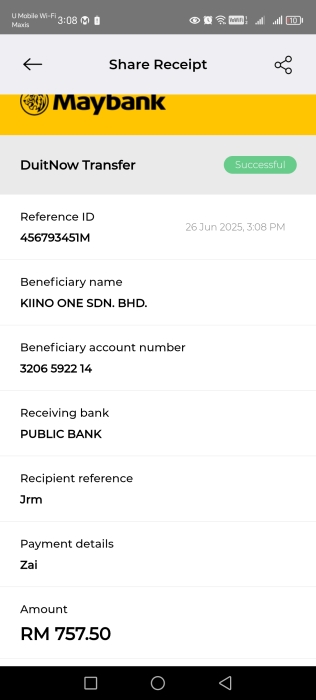 U Mobile Wi-Fi
Maxis
3:08
Share Receipt
Maybank
DuitNow Transfer
Successful
Reference ID
26 Jun 2025, 3:08 PM
456793451M
Beneficiary name
KIINO ONE SDN. BHD.
Beneficiary account number
3206 5922 14
Receiving bank
PUBLIC BANK
Recipient reference
Jrm
Payment details
Zai
Amount
RM 757.50